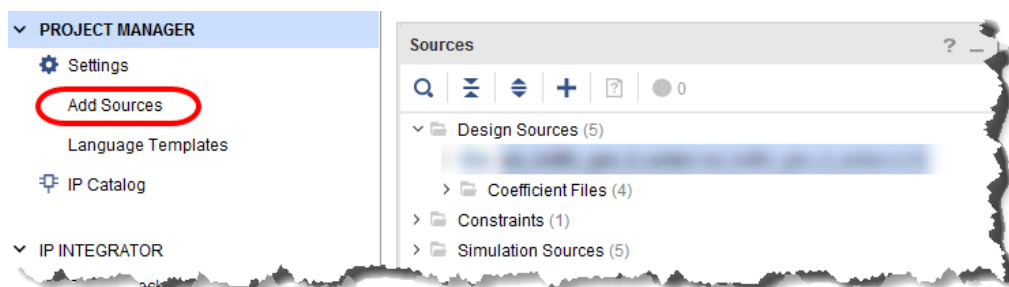 PROJECT MANAGER
Settings
Add Sources
Language Templates
IP Catalog
IP INTEGRATOR
Sources
? _
0
Design Sources (5)
Coefficient Files (4)
Constraints (1)
Simulation Sources (5)